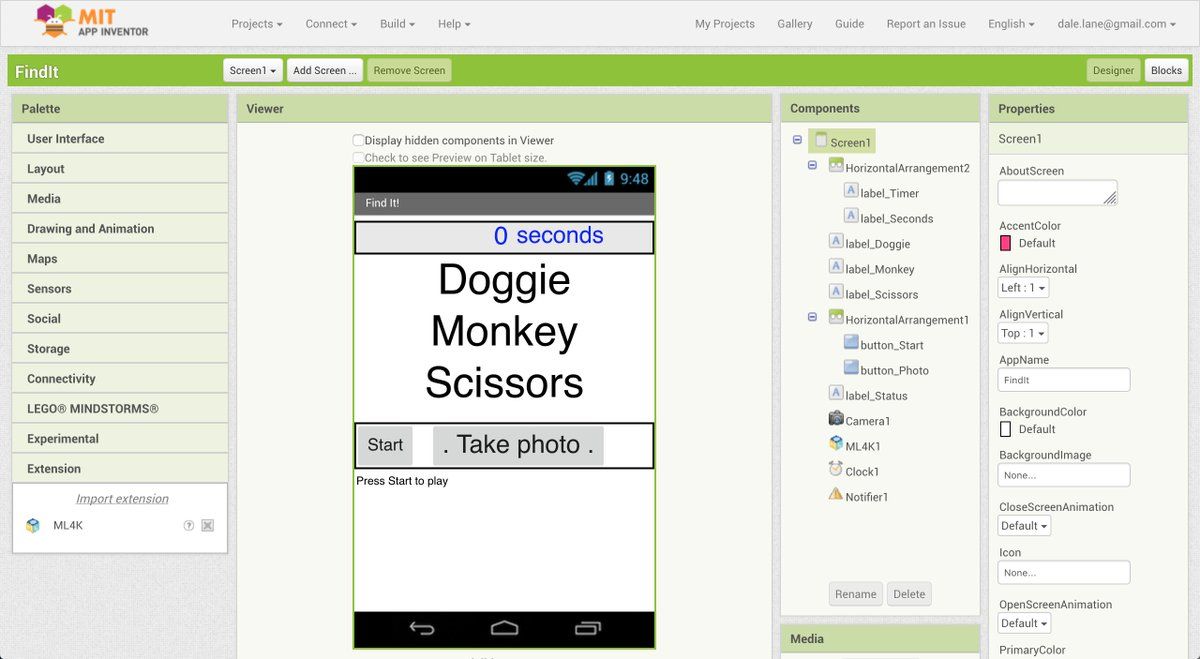 MIT
APP INVENTOR
Projects Connect Build Help My Projects Gallery Guide Report an Issue English dale.lane@gmail.com
FindIt
Screen1 Add Screen ... Remove Screen Designer Blocks
Palette
User Interface
Layout
Media
Drawing and Animation
Maps
Sensors
Social
Storage
Connectivity
LEGO® MINDSTORMS®
Experimental
Extension
Import extension
ML4K
?
Viewer
Display hidden components in Viewer
Check to see Preview on Tablet size.
9:48
Find It!
0 seconds
Doggie
Monkey
Scissors
Start . Take photo .
Press Start to play
Components
Screen1
HorizontalArrangement2
A label_Timer
A label_Seconds
A label_Doggie
A label_Monkey
A label_Scissors
HorizontalArrangement1
button_Start
button_Photo
A label_Status
Camera1
ML4K1
Clock1
Notifier1
Rename Delete
Media
Properties
Screen1
AboutScreen
AccentColor
Default
AlignHorizontal
Left : 1
AlignVertical
Top : 1
AppName
FindIt
BackgroundColor
Default
BackgroundImage
None...
CloseScreenAnimation
Default
Icon
None...
OpenScreenAnimation
Default
PrimaryColor